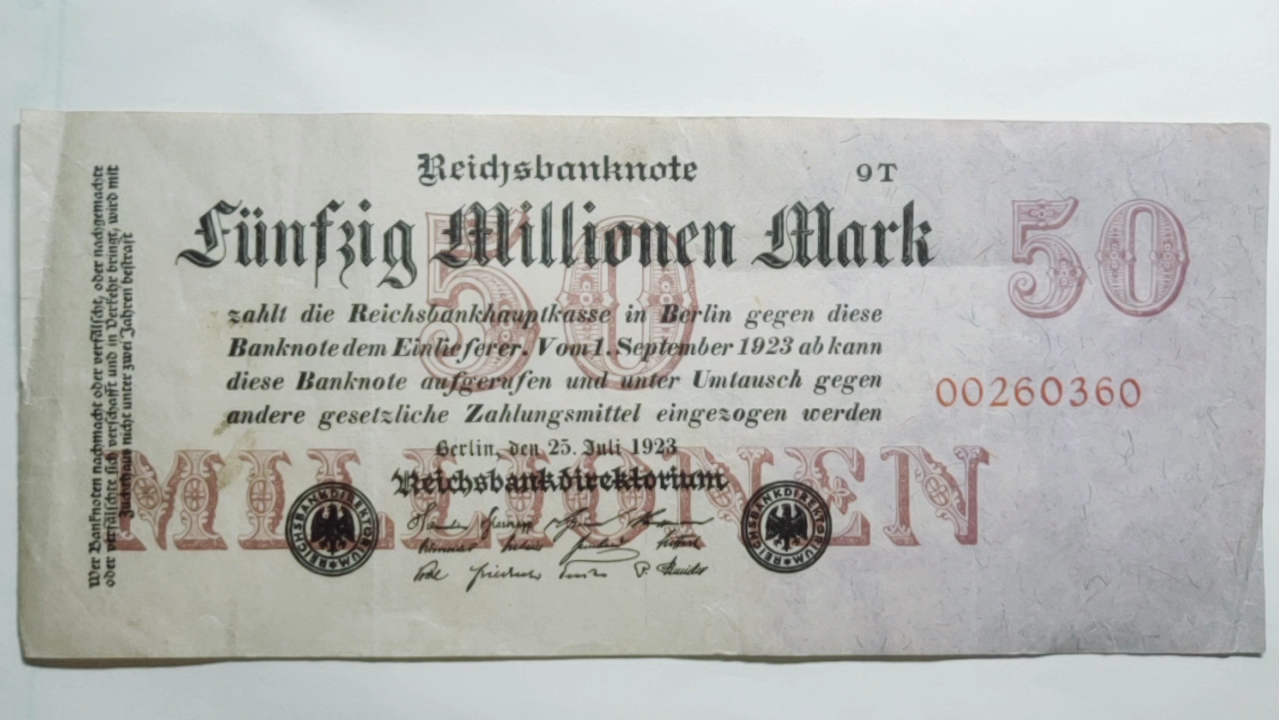 Reichsbanknote
9T
50
Fünfzig Millionen Mark
50
zahlt die Reichsbankhauptkasse in Berlin gegen diese
Banknote dem Einlieferer. Vom 1. September 1923 ab kann
diese Banknote aufgerufen und unter Umtausch gegen
andere gesetzliche Zahlungsmittel eingezogen werden
00260360
MILLIONEN
Berlin, den 25. Juli 1923
Reichsbankdirektorium
REICHSBANKDIREKTORIUM
REICHSBANKDIREKTORIUM
Wer Banknoten nachmacht oder verfälscht, oder nachgemachte
oder verfälschte sich verschafft und in Verkehr bringt, wird mit
Zuchthaus nicht unter zwei Jahren bestraft